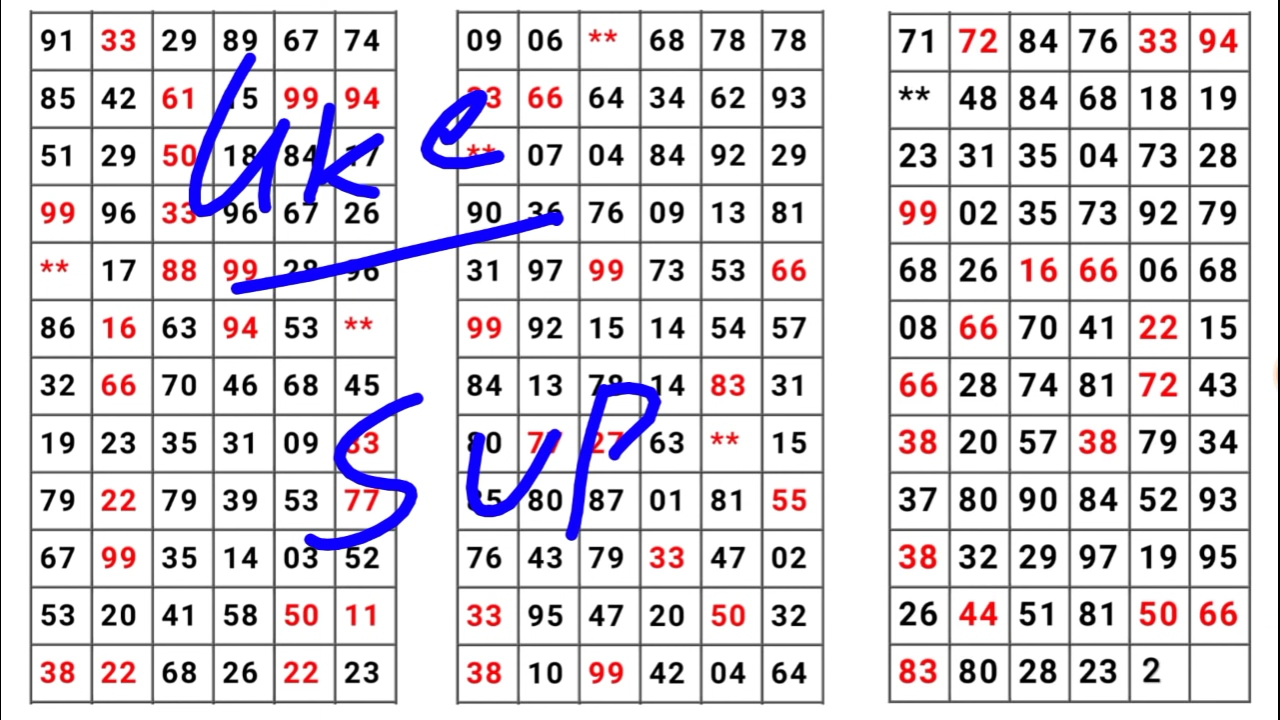 91 33 29 89 67 74
85 42 61 15 99 94
51 29 50 18 84 17
99 96 33 96 67 26
** 17 88 99 28 96
86 16 63 94 53 **
32 66 70 46 68 45
19 23 35 31 09 83
79 22 79 39 53 77
67 99 35 14 03 52
53 20 41 58 50 11
38 22 68 26 22 23
09 06 ** 68 78 78
66 64 34 62 93
** 07 04 84 92 29
90 36 76 09 13 81
31 97 99 73 53 66
99 92 15 14 54 57
84 13 78 14 83 31
80 77 27 63 ** 15
80 87 01 81 55
76 43 79 33 47 02
33 95 47 20 50 32
38 10 99 42 04 64
71 72 84 76 33 94
** 48 84 68 18 19
23 31 35 04 73 28
99 02 35 73 92 79
68 26 16 66 06 68
08 66 70 41 22 15
66 28 74 81 72 43
38 20 57 38 79 34
37 80 90 84 52 93
38 32 29 97 19 95
26 44 51 81 50 66
83 80 28 23 2
like
SUP